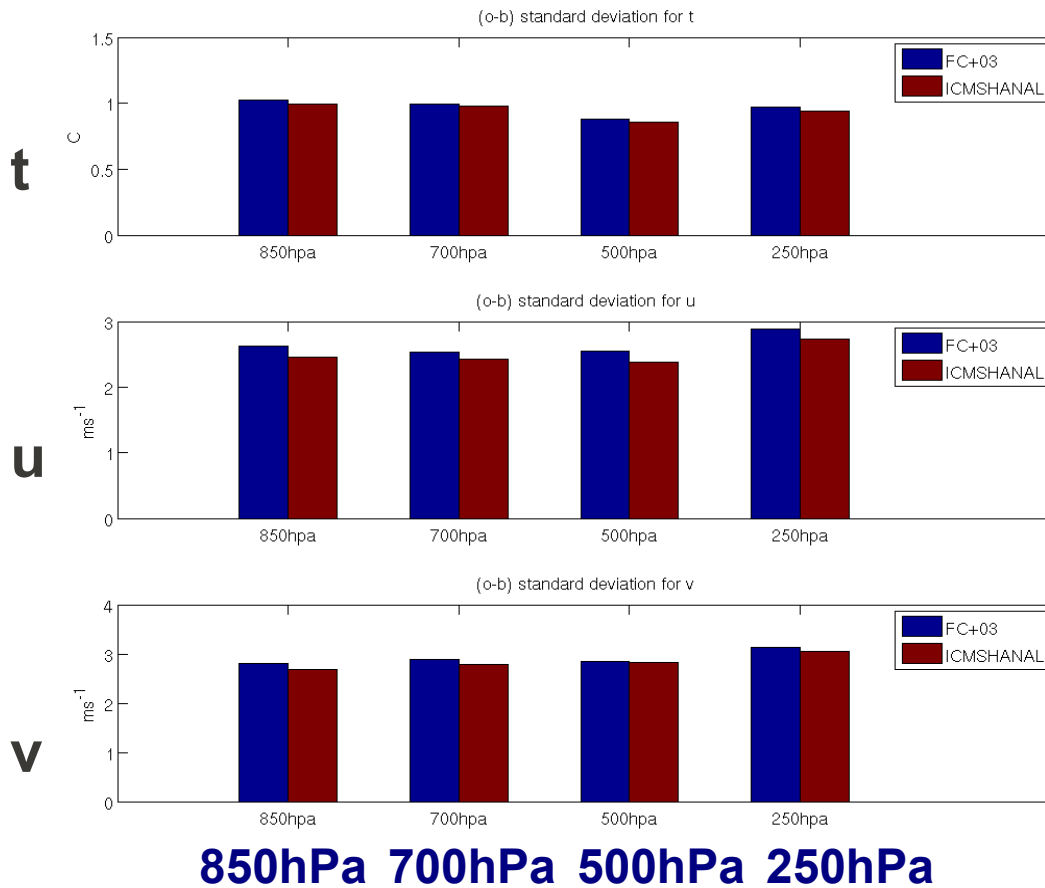 (o-b) standard deviation for t
1.5
1
0.5
0
C
t
FC+03
ICMSHANAL
850hpa 700hpa 500hpa 250hpa
(o-b) standard deviation for u
3
2
1
0
ms-1
u
FC+03
ICMSHANAL
850hpa 700hpa 500hpa 250hpa
(o-b) standard deviation for v
4
3
2
1
0
ms-1
v
FC+03
ICMSHANAL
850hpa 700hpa 500hpa 250hpa
850hPa 700hPa 500hPa 250hPa